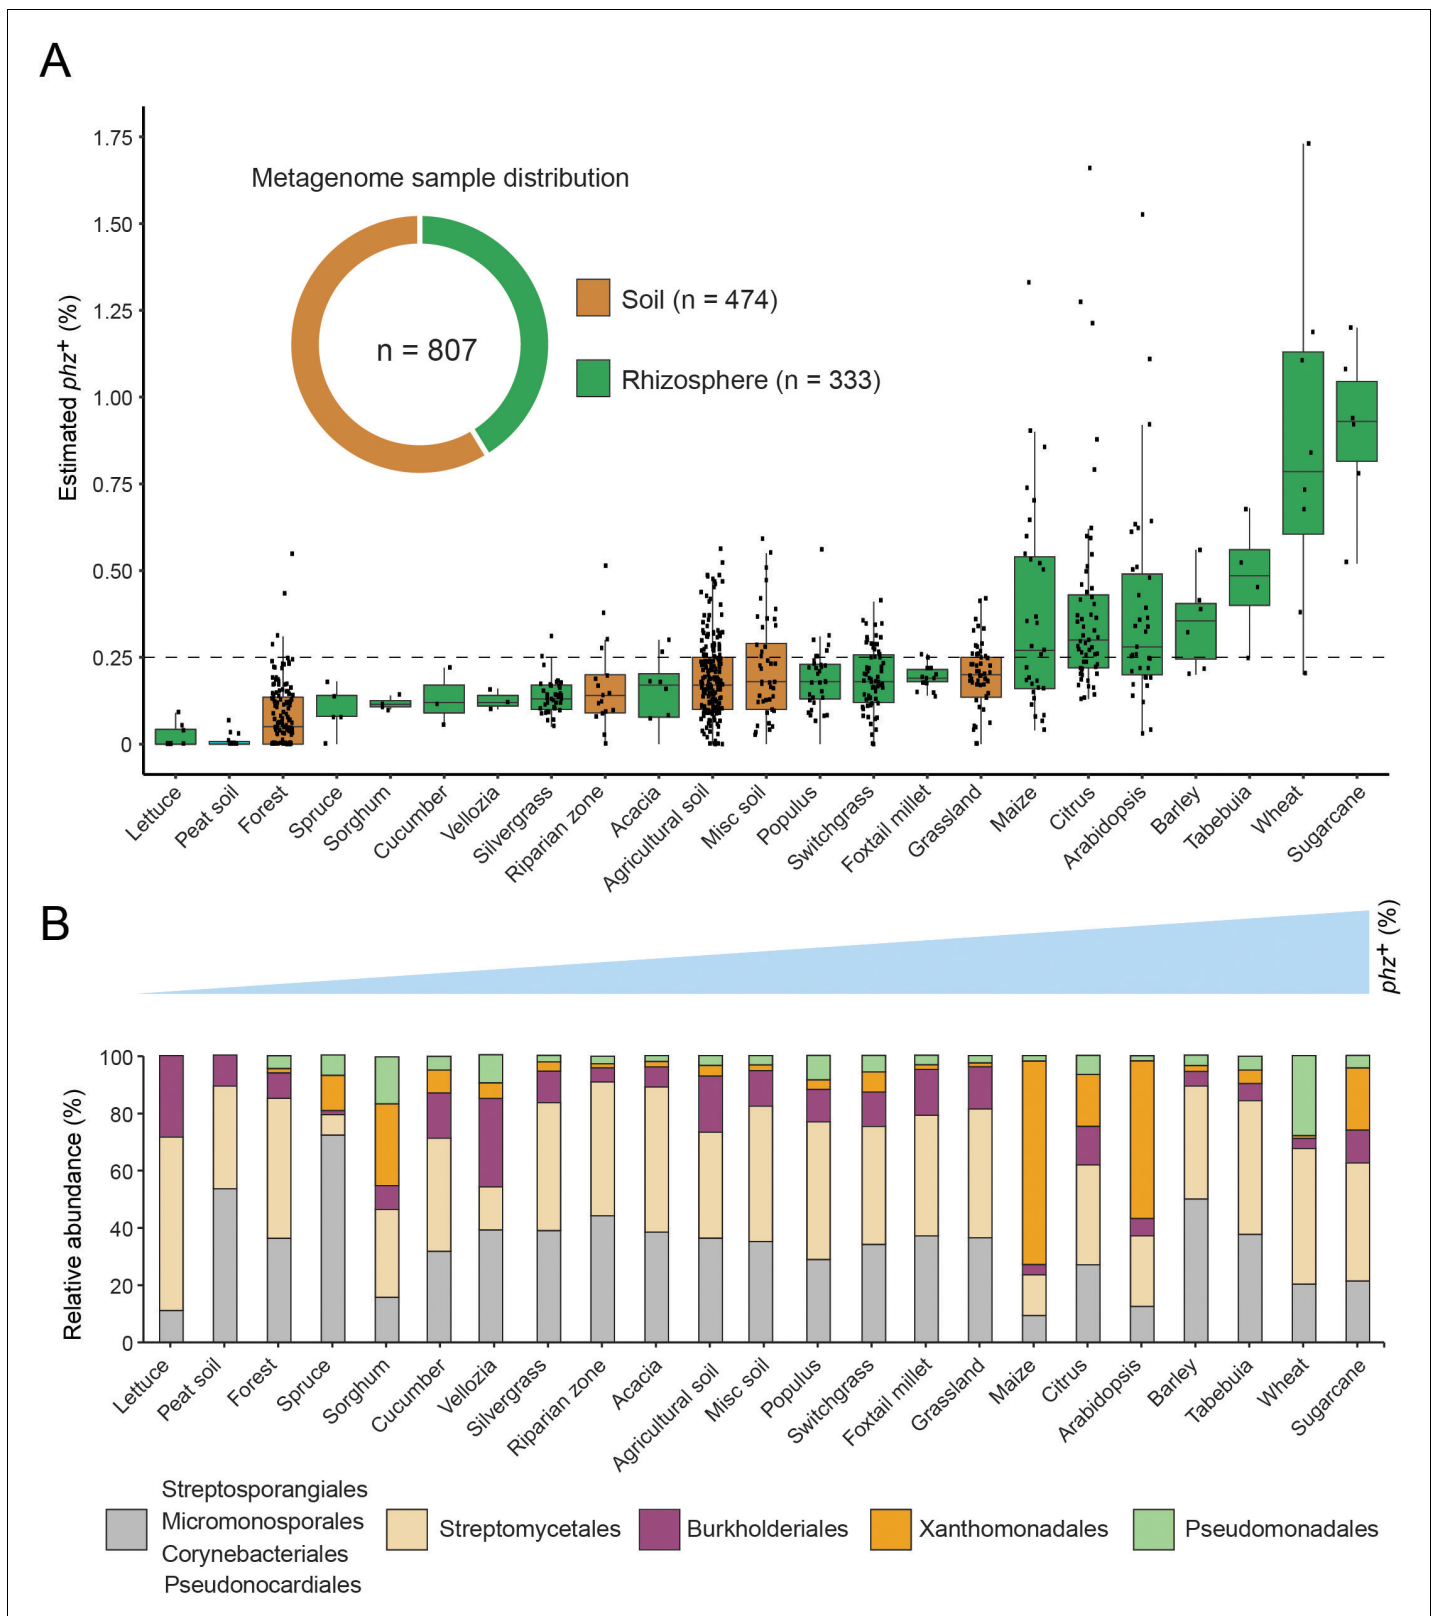 A
Metagenome sample distribution
n = 807
Soil (n = 474)
Rhizosphere (n = 333)
Estimated phz+ (%)
1.75
1.50
1.25
1.00
0.75
0.50
0.25
0
Lettuce
Peat soil
Forest
Spruce
Sorghum
Cucumber
Vellozia
Silvergrass
Riparian zone
Acacia
Agricultural soil
Misc soil
Populus
Switchgrass
Foxtail millet
Grassland
Maize
Citrus
Arabidopsis
Barley
Tabebuia
Wheat
Sugarcane
B
phz+ (%)
Relative abundance (%)
100
80
60
40
20
0
Lettuce
Peat soil
Forest
Spruce
Sorghum
Cucumber
Vellozia
Silvergrass
Riparian zone
Acacia
Agricultural soil
Misc soil
Populus
Switchgrass
Foxtail millet
Grassland
Maize
Citrus
Arabidopsis
Barley
Tabebuia
Wheat
Sugarcane
Streptosporangiales
Micromonosporales
Corynebacteriales
Pseudonocardiales
Streptomycetales
Burkholderiales
Xanthomonadales
Pseudomonadales